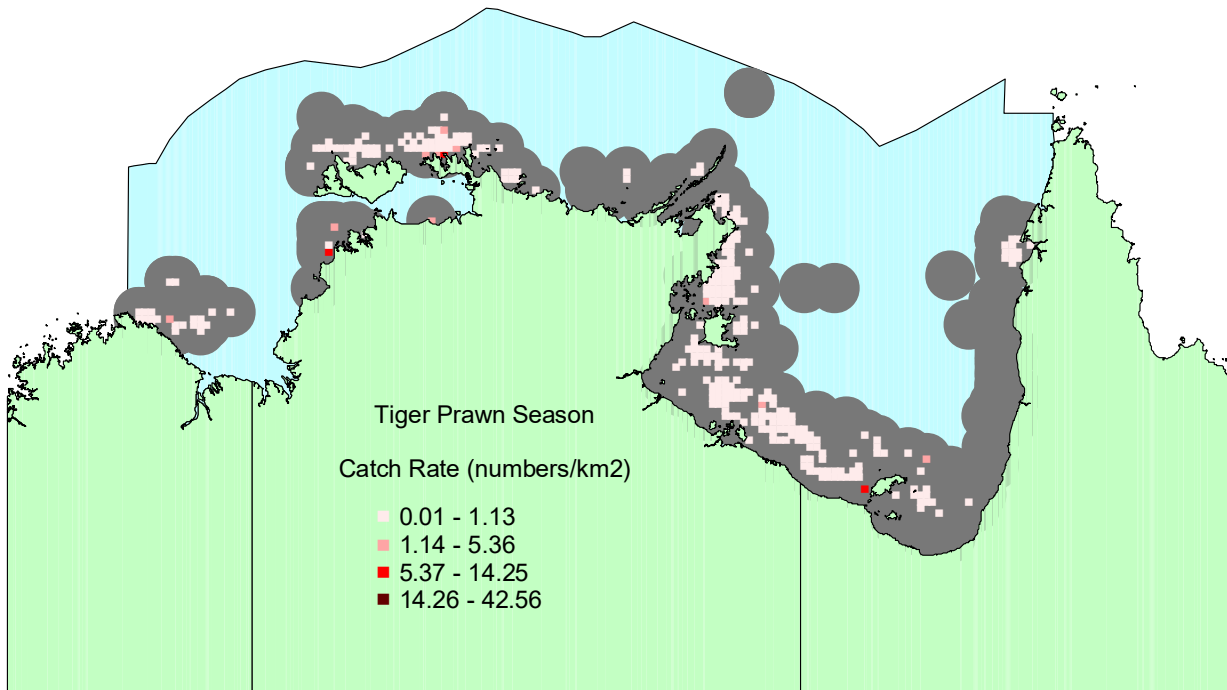 Tiger Prawn Season
Catch Rate (numbers/km2)
0.01 - 1.13
1.14 - 5.36
5.37 - 14.25
14.26 - 42.56